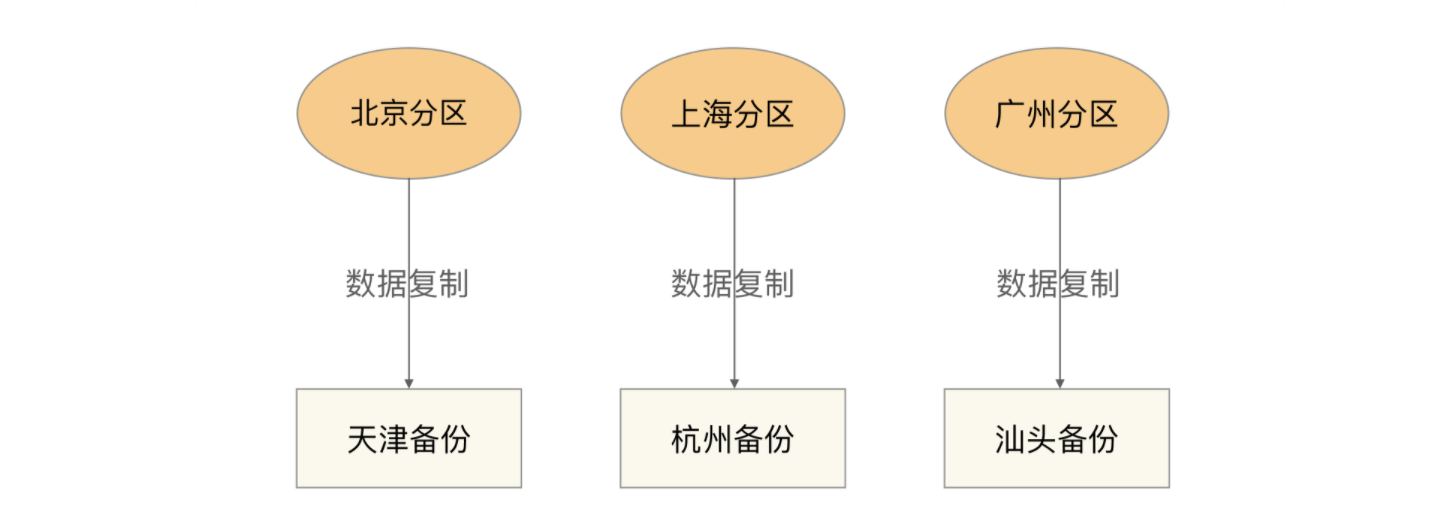 北京分区
上海分区
广州分区
数据复制
数据复制
数据复制
天津备份
杭州备份
汕头备份